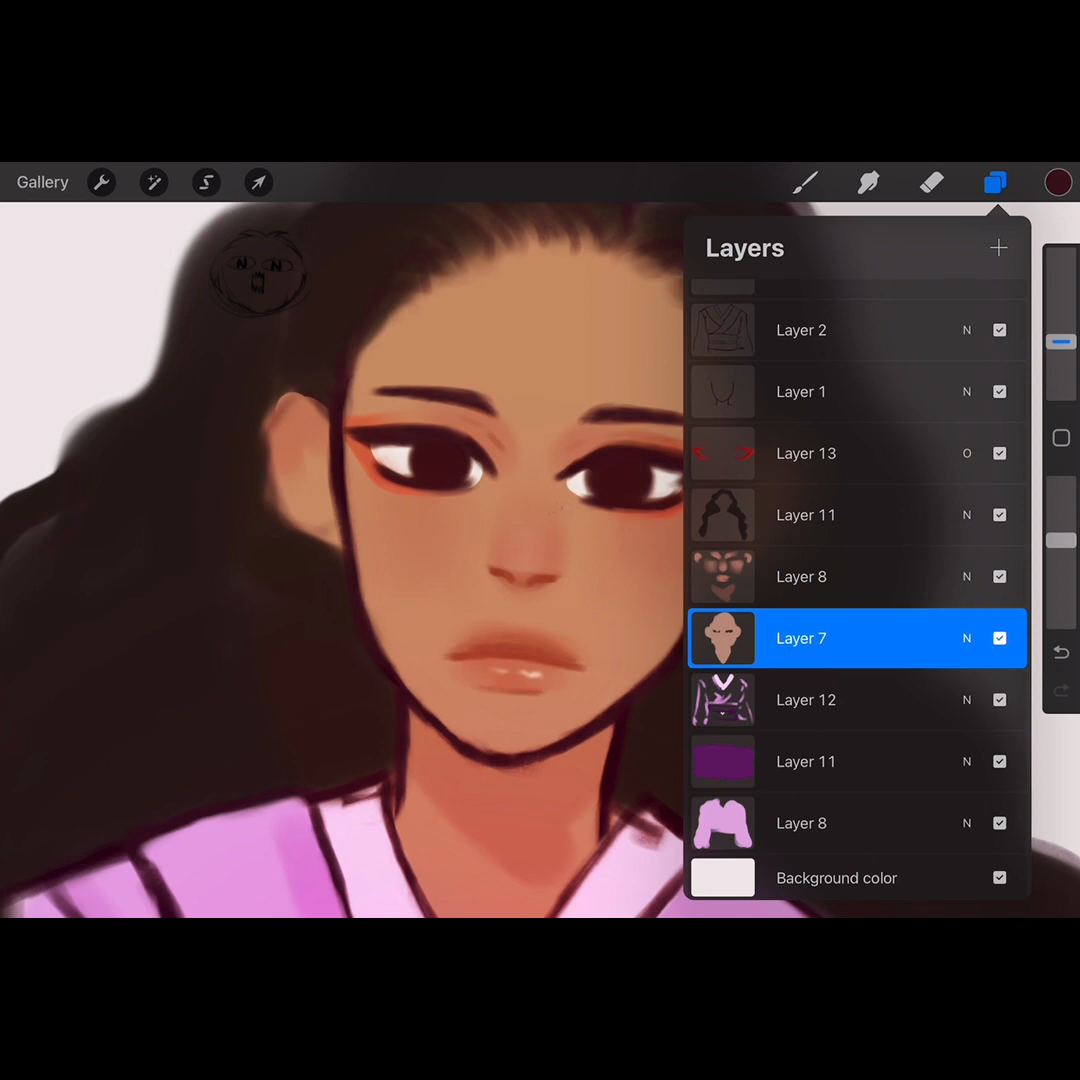 Gallery
Layers
Layer 2 N
Layer 1 N
Layer 13 O
Layer 11 N
Layer 8 N
Layer 7 N
Layer 12 N
Layer 11 N
Layer 8 N
Background color
N N